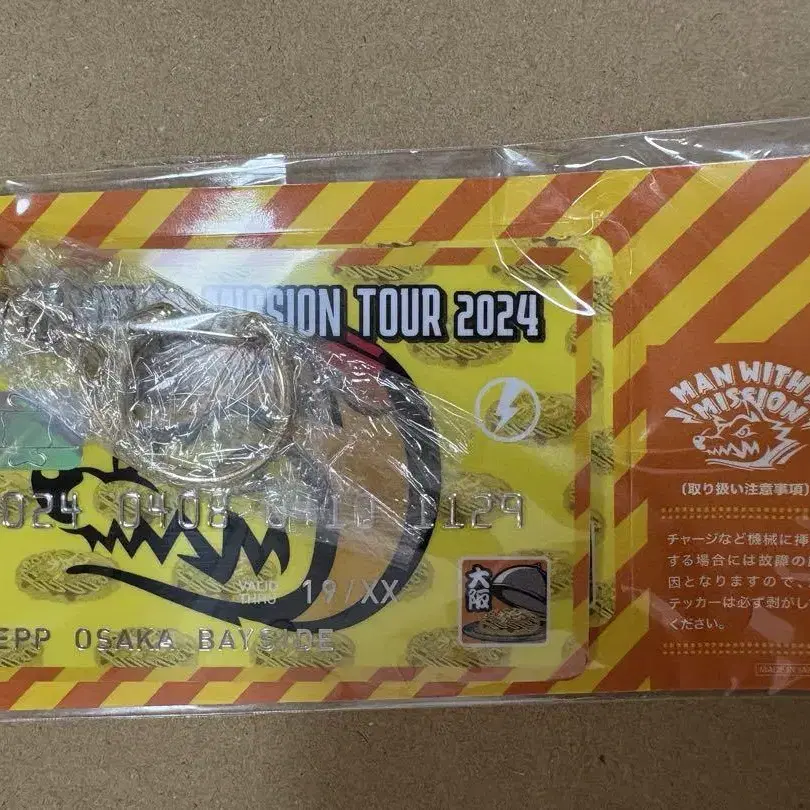 MISSION TOUR 2024
2024 0408 0410 1129
VALID
THRU
19/XX
EPP OSAKA BAYSIDE
大阪
MAN WITH
MISSION
(取り扱い注意事項)
チャージなど機械に挿
する場合には故障の
因となりますので
テッカーは必ず剥がし
ください。